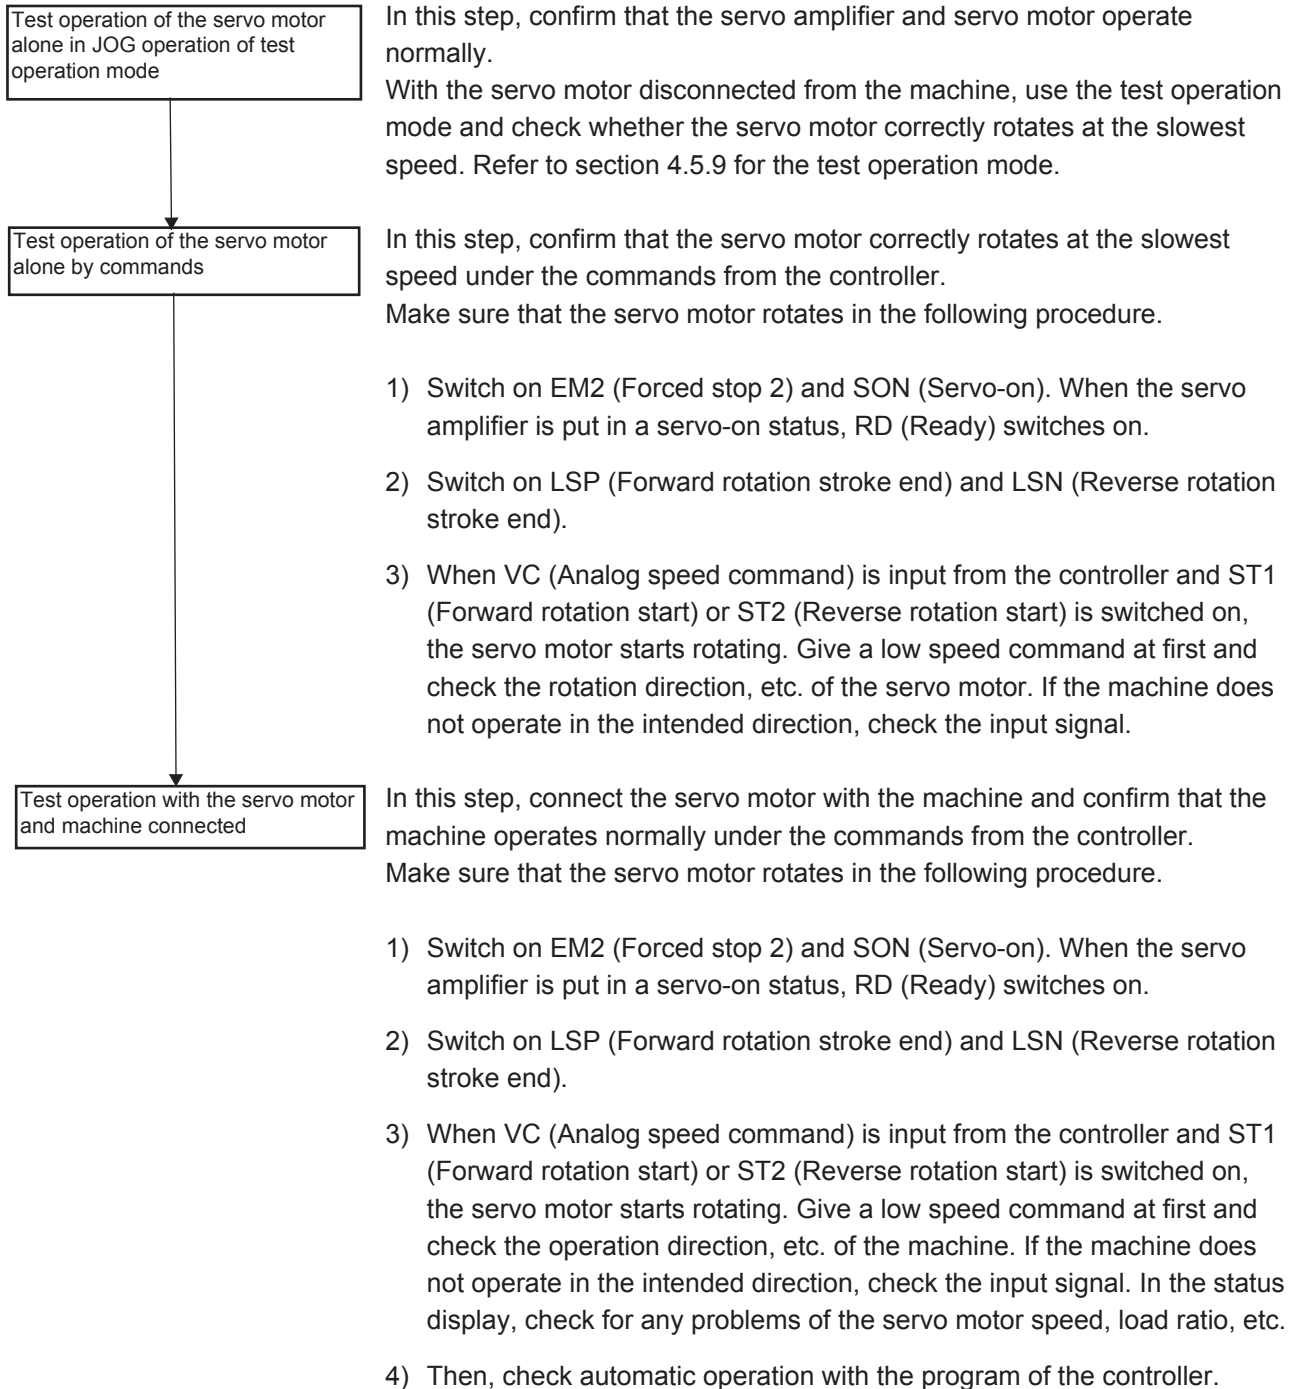 Test operation of the servo motor
alone in JOG operation of test
operation mode
In this step, confirm that the servo amplifier and servo motor operate
normally.
With the servo motor disconnected from the machine, use the test operation
mode and check whether the servo motor correctly rotates at the slowest
speed. Refer to section 4.5.9 for the test operation mode.
Test operation of the servo motor
alone by commands
In this step, confirm that the servo motor correctly rotates at the slowest
speed under the commands from the controller.
Make sure that the servo motor rotates in the following procedure.
1) Switch on EM2 (Forced stop 2) and SON (Servo-on). When the servo
amplifier is put in a servo-on status, RD (Ready) switches on.
2) Switch on LSP (Forward rotation stroke end) and LSN (Reverse rotation
stroke end).
3) When VC (Analog speed command) is input from the controller and ST1
(Forward rotation start) or ST2 (Reverse rotation start) is switched on,
the servo motor starts rotating. Give a low speed command at first and
check the rotation direction, etc. of the servo motor. If the machine does
not operate in the intended direction, check the input signal.
Test operation with the servo motor
and machine connected
In this step, connect the servo motor with the machine and confirm that the
machine operates normally under the commands from the controller.
Make sure that the servo motor rotates in the following procedure.
1) Switch on EM2 (Forced stop 2) and SON (Servo-on). When the servo
amplifier is put in a servo-on status, RD (Ready) switches on.
2) Switch on LSP (Forward rotation stroke end) and LSN (Reverse rotation
stroke end).
3) When VC (Analog speed command) is input from the controller and ST1
(Forward rotation start) or ST2 (Reverse rotation start) is switched on,
the servo motor starts rotating. Give a low speed command at first and
check the operation direction, etc. of the machine. If the machine does
not operate in the intended direction, check the input signal. In the status
display, check for any problems of the servo motor speed, load ratio, etc.
4) Then, check automatic operation with the program of the controller.